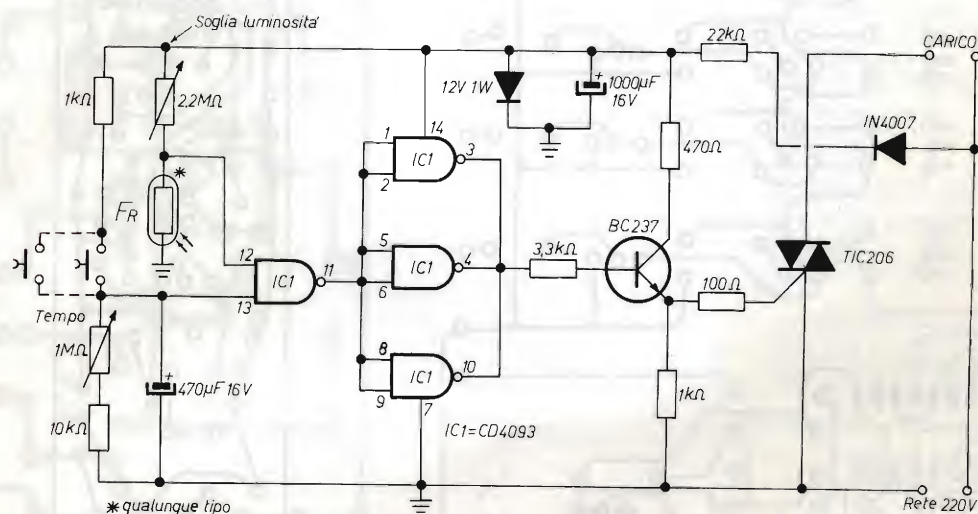 Soglia luminosità
1kΩ
2,2MΩ
*
FR
12V 1W
+
1000µF
16V
22kΩ
CARICO
1N4007
470Ω
1
2
14
3
IC1
5
6
4
IC1
12
13
11
IC1
8
9
10
7
IC1
3,3kΩ
BC237
100Ω
TIC206
Tempo
1MΩ
10kΩ
+
470µF 16V
1kΩ
IC1=CD4093
* qualunque tipo
Rete 220V